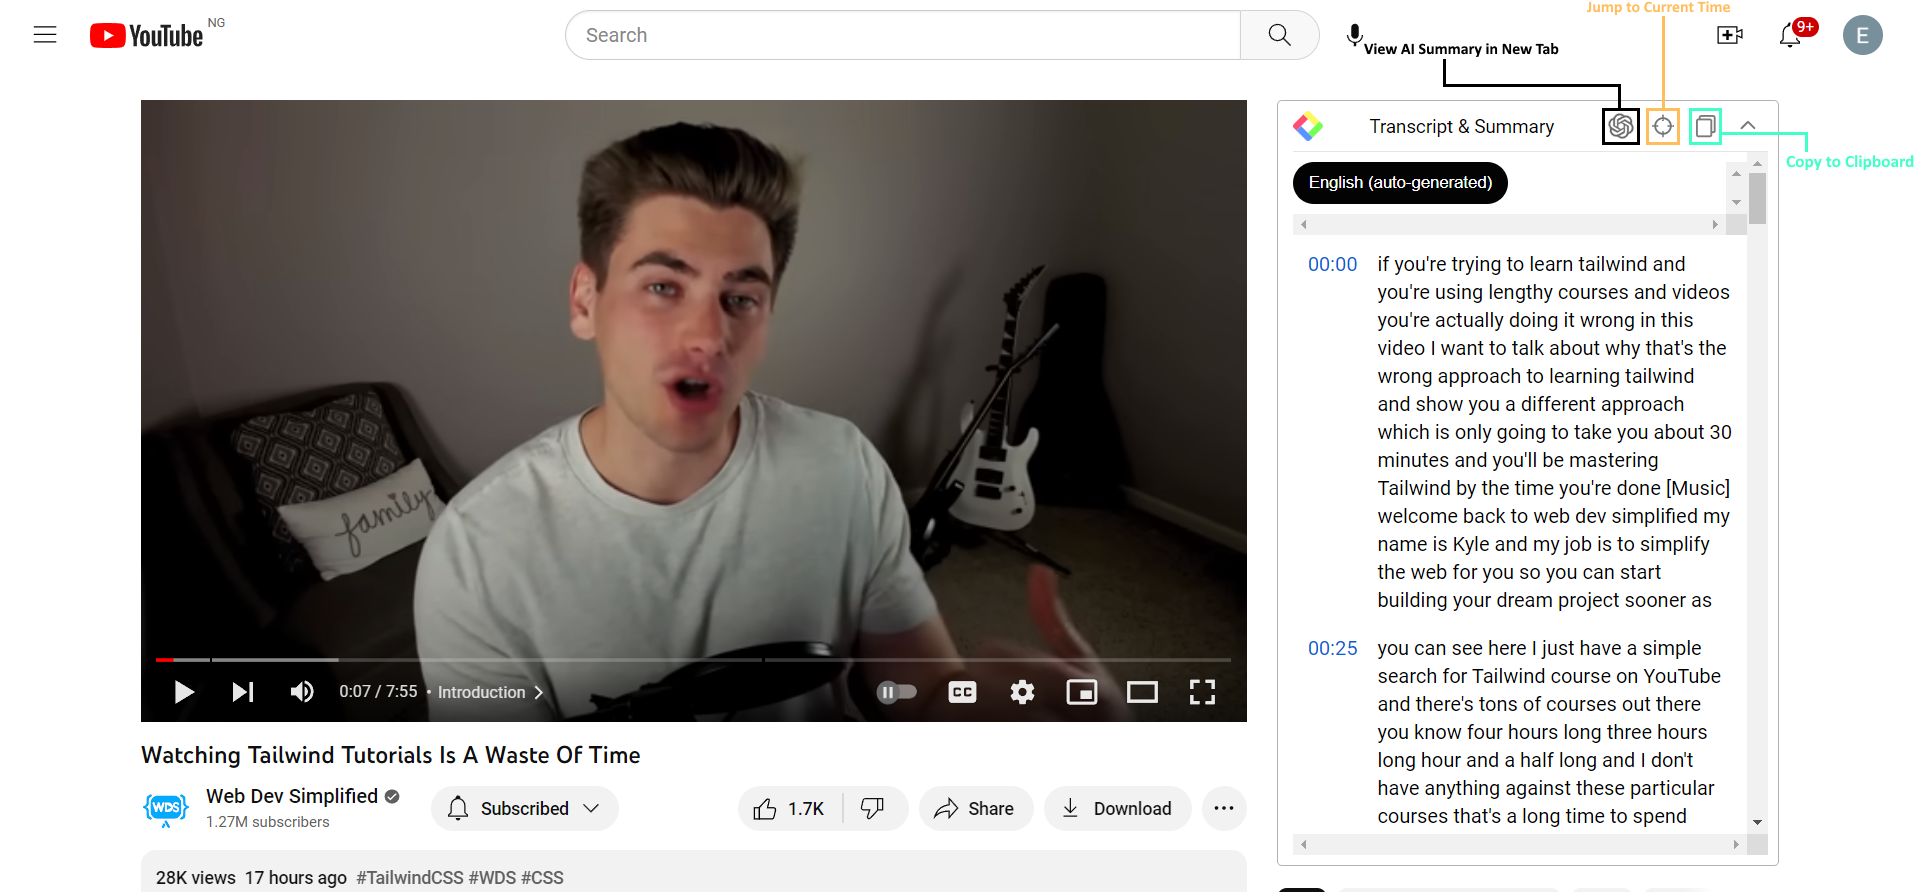 YouTube NG
Search
Jump to Current Time
View AI Summary in New Tab
9+
E
Transcript & Summary
Copy to Clipboard
English (auto-generated)
00:00 if you're trying to learn tailwind and
you're using lengthy courses and videos
you're actually doing it wrong in this
video I want to talk about why that's the
wrong approach to learning tailwind
and show you a different approach
which is only going to take you about 30
minutes and you'll be mastering
Tailwind by the time you're done [Music]
welcome back to web dev simplified my
name is Kyle and my job is to simplify
the web for you so you can start
building your dream project sooner as
00:25 you can see here I just have a simple
search for Tailwind course on YouTube
and there's tons of courses out there
you know four hours long three hours
long hour and a half long and I don't
have anything against these particular
courses that's a long time to spend
family
0:07 / 7:55 • Introduction
CC
Watching Tailwind Tutorials Is A Waste Of Time
WDS
Web Dev Simplified
1.27M subscribers
Subscribed
1.7K
Share
Download
28K views 17 hours ago #TailwindCSS #WDS #CSS